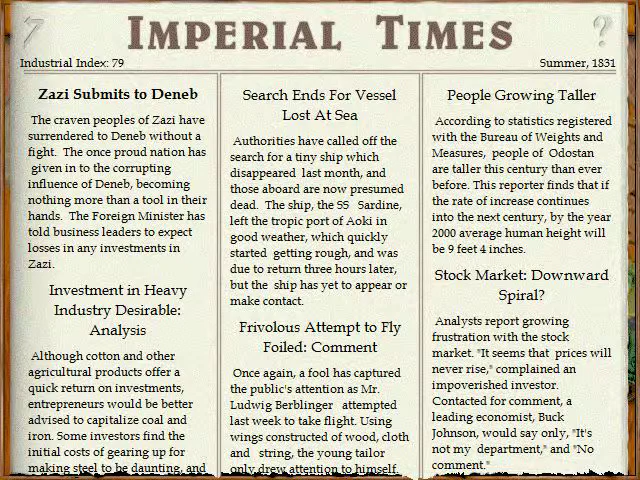 IMPERIAL TIMES
Industrial Index: 79
Summer, 1831
Zazi Submits to Deneb
The craven peoples of Zazi have
surrendered to Deneb without a
fight. The once proud nation has
given in to the corrupting
influence of Deneb, becoming
nothing more than a tool in their
hands. The Foreign Minister has
told business leaders to expect
losses in any investments in
Zazi.
Investment in Heavy
Industry Desirable:
Analysis
Although cotton and other
agricultural products offer a
quick return on investments,
entrepreneurs would be better
advised to capitalize coal and
iron. Some investors find the
initial costs of gearing up for
making steel to be daunting, and
Search Ends For Vessel
Lost At Sea
Authorities have called off the
search for a tiny ship which
disappeared last month, and
those aboard are now presumed
dead. The ship, the SS Sardine,
left the tropic port of Aoki in
good weather, which quickly
started getting rough, and was
due to return three hours later,
but the ship has yet to appear or
make contact.
Frivolous Attempt to Fly
Foiled: Comment
Once again, a fool has captured
the public's attention as Mr.
Ludwig Berblinger attempted
last week to take flight. Using
wings constructed of wood, cloth
and string, the young tailor
only drew attention to himself.
People Growing Taller
According to statistics registered
with the Bureau of Weights and
Measures, people of Odostan
are taller this century than ever
before. This reporter finds that if
the rate of increase continues
into the next century, by the year
2000 average human height will
be 9 feet 4 inches.
Stock Market: Downward
Spiral?
Analysts report growing
frustration with the stock
market. "It seems that prices will
never rise," complained an
impoverished investor.
Contacted for comment, a
leading economist, Buck
Johnson, would say only, "It's
not my department," and "No
comment."